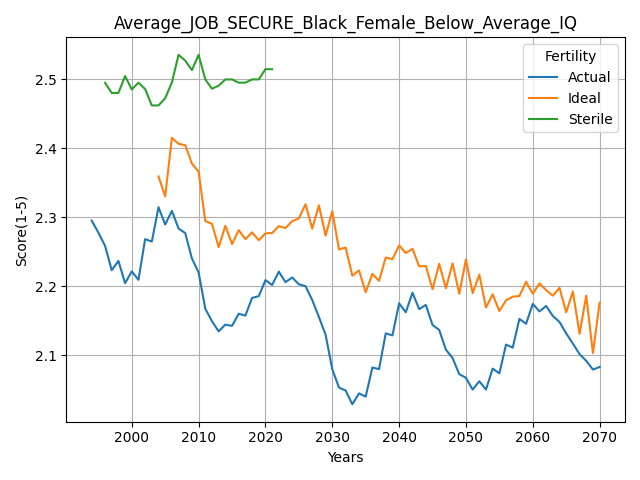 Average_JOB_SECURE_Black_Female_Below_Average_IQ
Fertility
Actual
Ideal
Sterile
Score(1-5)
2.5
2.4
2.3
2.2
2.1
2000 2010 2020 2030 2040 2050 2060 2070
Years